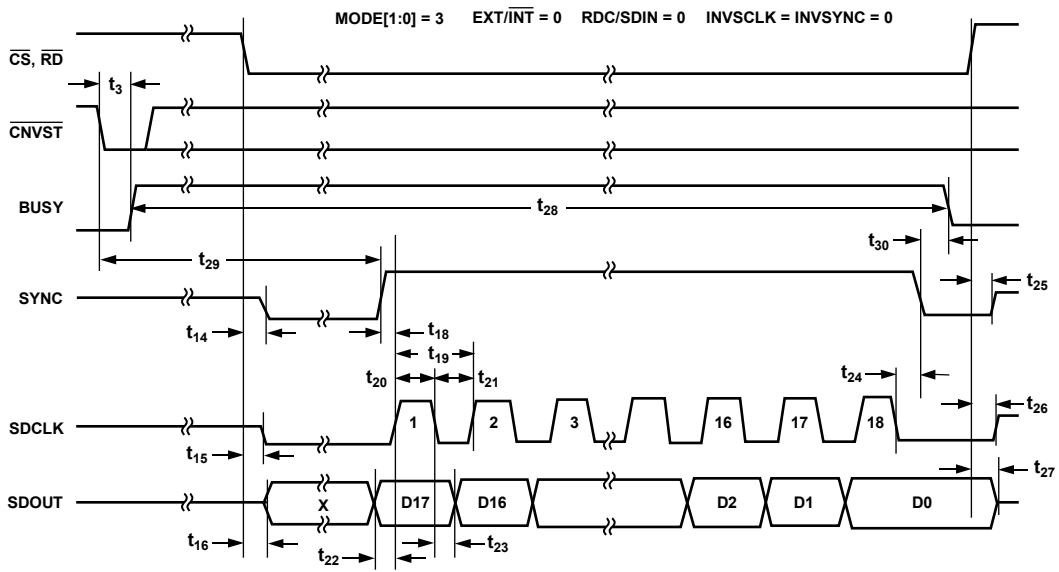 MODE[1:0] = 3 EXT/INT = 0 RDC/SDIN = 0 INVSCLK = INVSYNC = 0
CS, RD
t3
CNVST
BUSY
t28
t30
t29
t25
SYNC
t14
t18
t19
t20
t21
t24
t26
SDCLK
1 2 3 16 17 18
t15
t27
SDOUT
X D17 D16 D2 D1 D0
t16
t22
t23